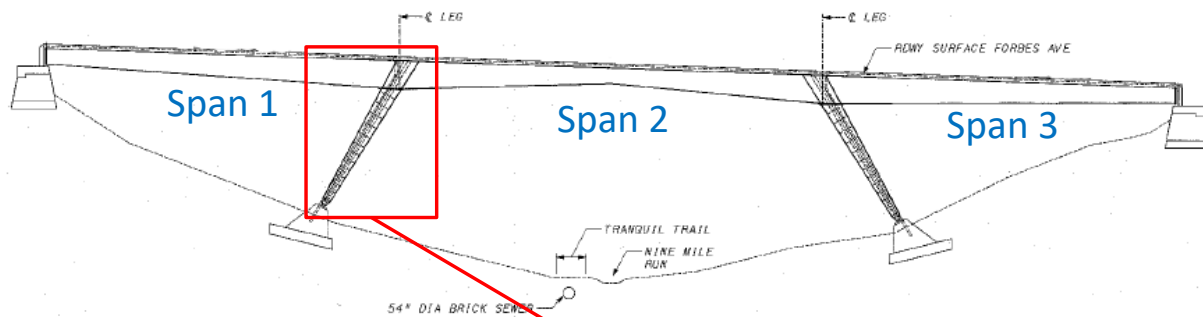 ℄ LEG
℄ LEG
RDWY SURFACE FORBES AVE
Span 1
Span 2
Span 3
TRANQUIL TRAIL
NINE MILE
RUN
54" DIA BRICK SEWER